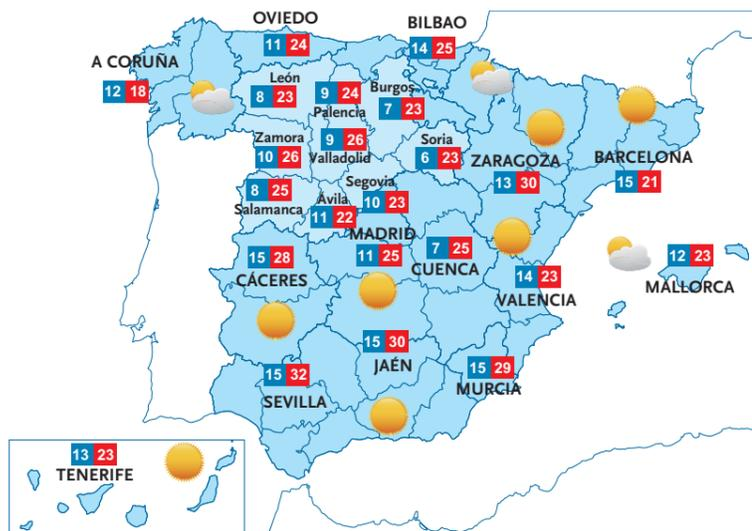 OVIEDO
11 24
BILBAO
14 25
A CORUÑA
12 18
León
8 23
9 24
Palencia
Burgos
7 23
Zamora
10 26
9 26
Valladolid
Soria
6 23
ZARAGOZA
13 30
BARCELONA
15 21
8 25
Salamanca
Ávila
11 22
Segovia
10 23
MADRID
11 25
7 25
CUENCA
15 28
CÁCERES
14 23
VALENCIA
12 23
MALLORCA
15 30
JAÉN
15 29
MURCIA
15 32
SEVILLA
13 23
TENERIFE